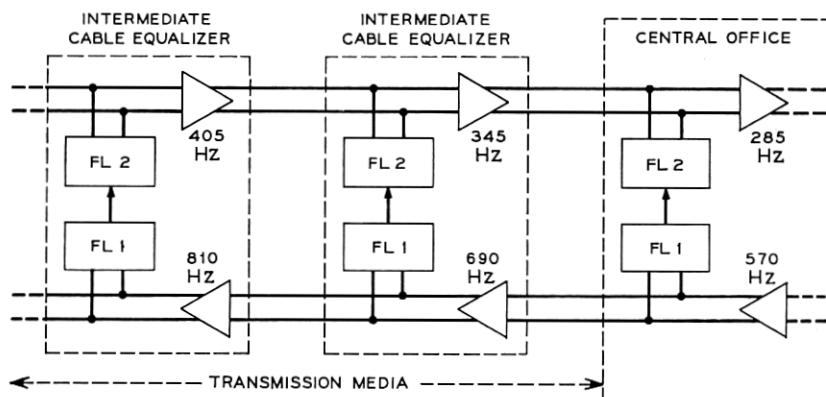 INTERMEDIATE
CABLE EQUALIZER
INTERMEDIATE
CABLE EQUALIZER
CENTRAL OFFICE
405
Hz
345
Hz
285
Hz
FL 2
FL 2
FL 2
FL 1
FL 1
FL 1
810
Hz
690
Hz
570
Hz
TRANSMISSION MEDIA